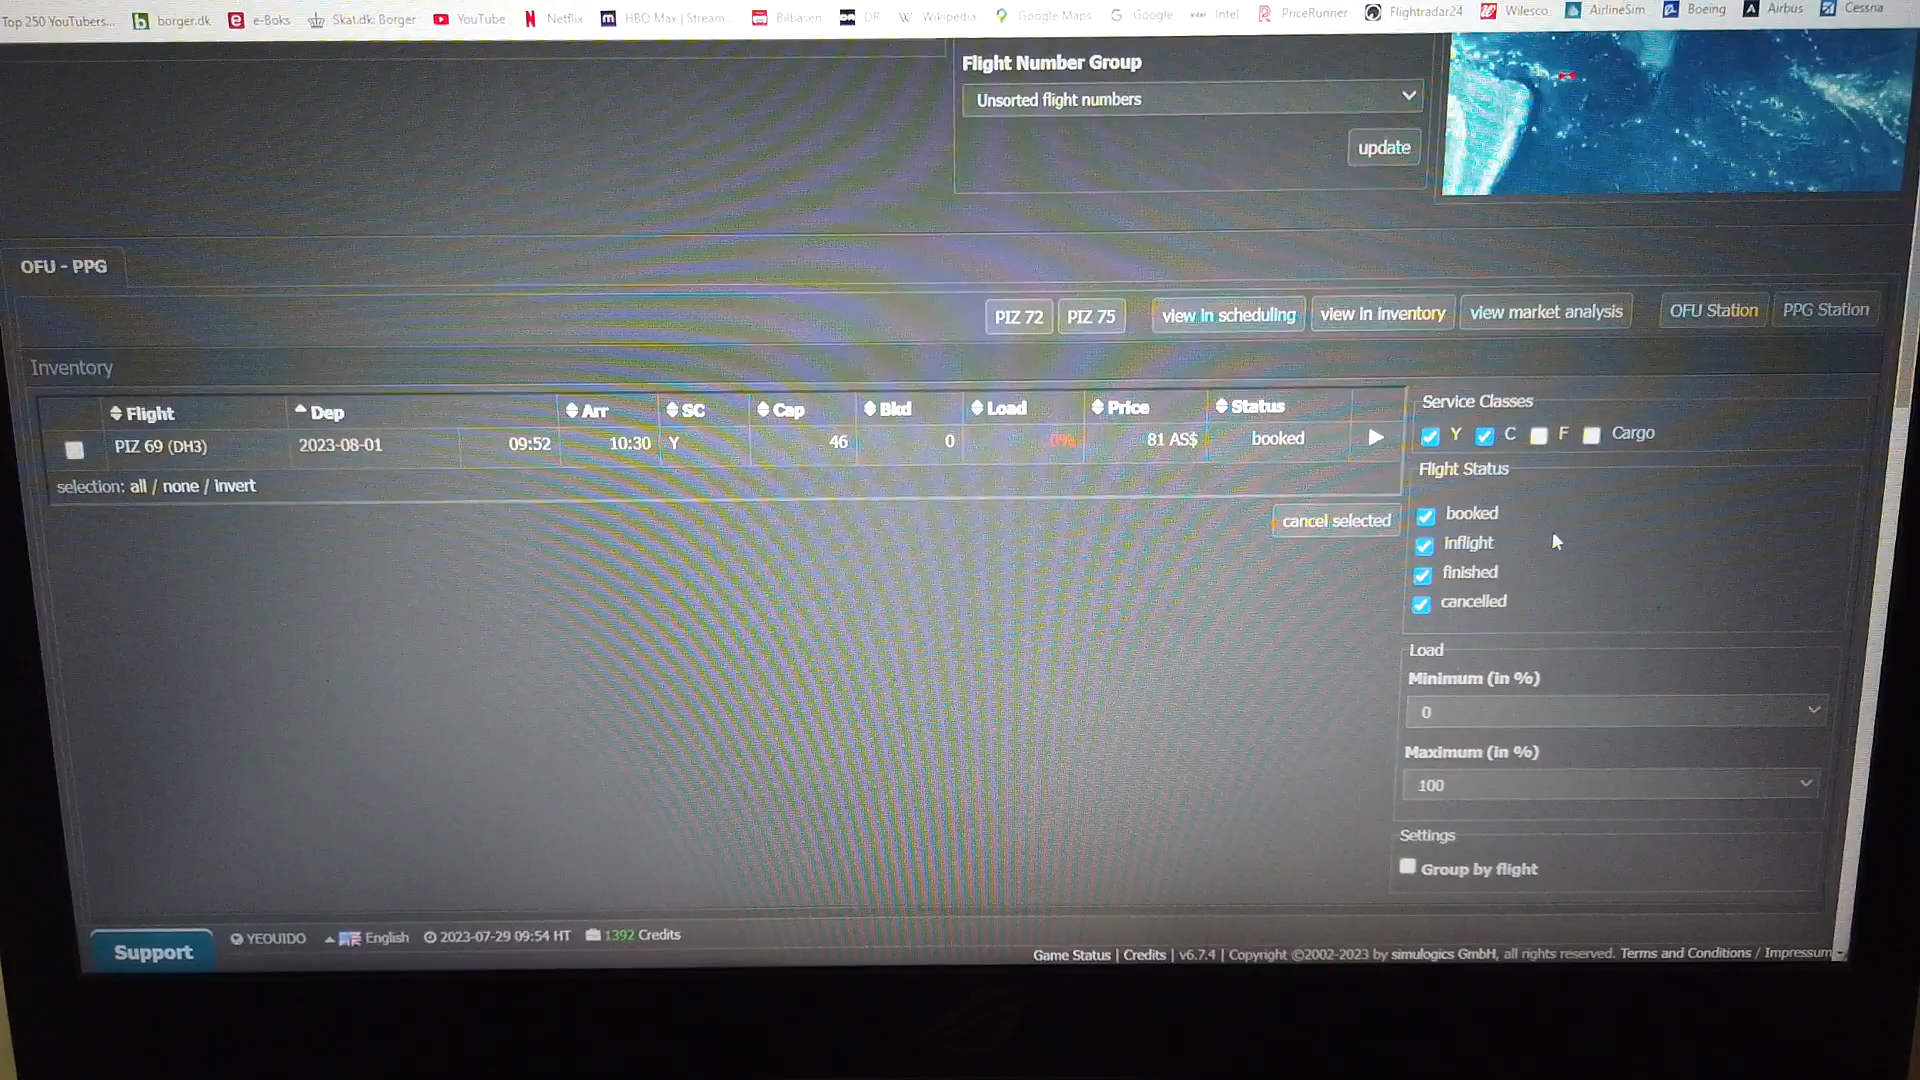 Top 250 YouTubers... borger.dk e-Boks Skat.dk: Borger YouTube Netflix HBO Max | Stream... Bilbasen DR Wikipedia Google Maps Google Intel PriceRunner Flightradar24 Wilesco AirlineSim Boeing Airbus Cessna
Flight Number Group
Unsorted flight numbers
update
OFU - PPG
PIZ 72 PIZ 75 view in scheduling view in inventory view market analysis OFU Station PPG Station
Inventory
Flight Dep Arr SC Cap Bkd Load Price Status
PIZ 69 (DH3) 2023-08-01 09:52 10:30 Y 46 0 0% 81 AS$ booked
selection: all / none / invert
cancel selected
Service Classes
Y C F Cargo
Flight Status
booked
inflight
finished
cancelled
Load
Minimum (in %)
0
Maximum (in %)
100
Settings
Group by flight
Support YEOUIDO English 2023-07-29 09:54 HT 1392 Credits
Game Status | Credits | v6.7.4 | Copyright ©2002-2023 by simulogics GmbH, all rights reserved. Terms and Conditions / Impressum